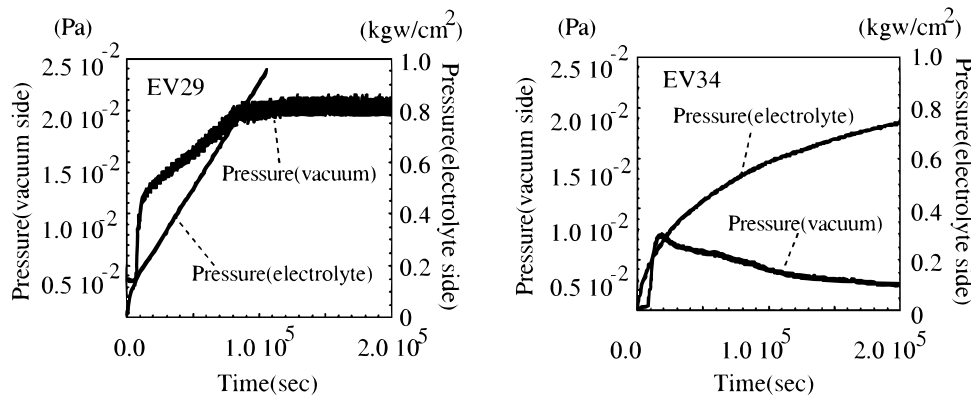 (Pa)
(kgw/cm2)
2.5 10-2
2.0 10-2
1.5 10-2
1.0 10-2
0.5 10-2
Pressure(vacuum side)
EV29
Pressure(vacuum)
Pressure(electrolyte)
1.0
0.8
0.6
0.4
0.2
0
Pressure(electrolyte side)
0.0
1.0 105
2.0 105
Time(sec)
(Pa)
(kgw/cm2)
2.5 10-2
2.0 10-2
1.5 10-2
1.0 10-2
0.5 10-2
Pressure(vacuum side)
EV34
Pressure(electrolyte)
Pressure(vacuum)
1.0
0.8
0.6
0.4
0.2
0
Pressure(electrolyte side)
0.0
1.0 105
2.0 105
Time(sec)